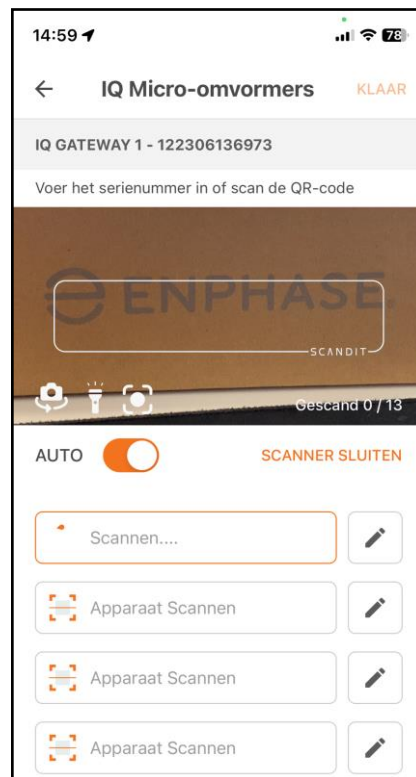 14:59
78
IQ Micro-omvormers
KLAAR
IQ GATEWAY 1 - 122306136973
Voer het serienummer in of scan de QR-code
ENPHASE
SCANDIT
Gescand 0 / 13
AUTO
SCANNER SLUITEN
Scannen....
Apparaat Scannen
Apparaat Scannen
Apparaat Scannen